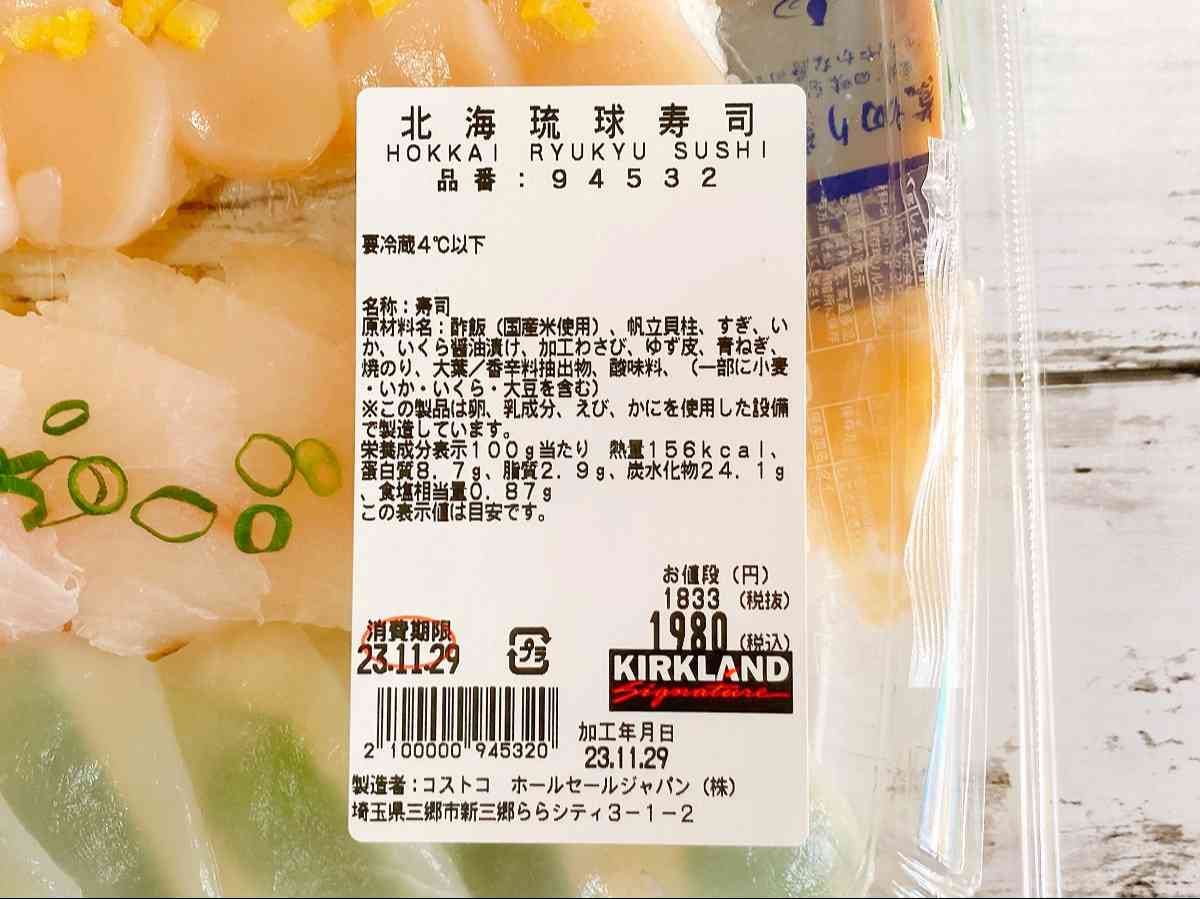 北海琉球寿司
HOKKAI RYUKYU SUSHI
品番:94532
要冷蔵4℃以下
名称:寿司
原材料名:酢飯（国産米使用）、帆立貝柱、すぎ、い
か、いくら醤油漬け、加工わさび、ゆず皮、青ねぎ、
焼のり、大葉／香辛料抽出物、酸味料、（一部に小麦
・いか・いくら・大豆を含む）
※この製品は卵、乳成分、えび、かにを使用した設備
で製造しています。
栄養成分表示100g当たり 熱量156kcal、
蛋白質8.7g、脂質2.9g、炭水化物24.1g
、食塩相当量0.87g
この表示値は目安です。
お値段（円）
1833（税抜）
1980（税込）
消費期限
23.11.29
プラ
KIRKLAND
Signature
2 100000 945320
加工年月日
23.11.29
製造者:コストコ ホールセールジャパン（株）
埼玉県三郷市新三郷ららシティ3-1-2